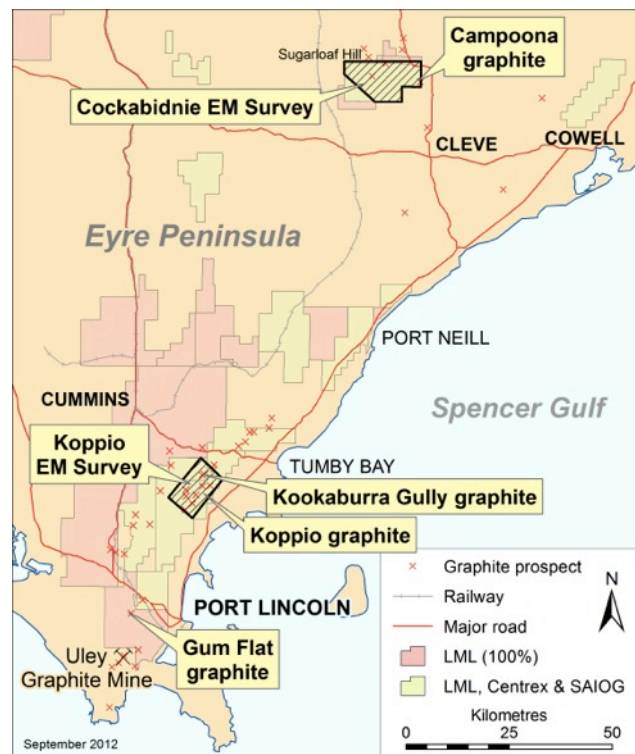 Sugarloaf Hill
Campoona
graphite
Cockabidnie EM Survey
CLEVE
COWELL
Eyre Peninsula
PORT NEILL
CUMMINS
Spencer Gulf
Koppio
EM Survey
TUMBY BAY
Kookaburra Gully graphite
Koppio graphite
PORT LINCOLN
Gum Flat
graphite
Uley
Graphite Mine
Graphite prospect
N
Railway
Major road
LML (100%)
LML, Centrex & SAIOG
Kilometres
0 25 50
September 2012